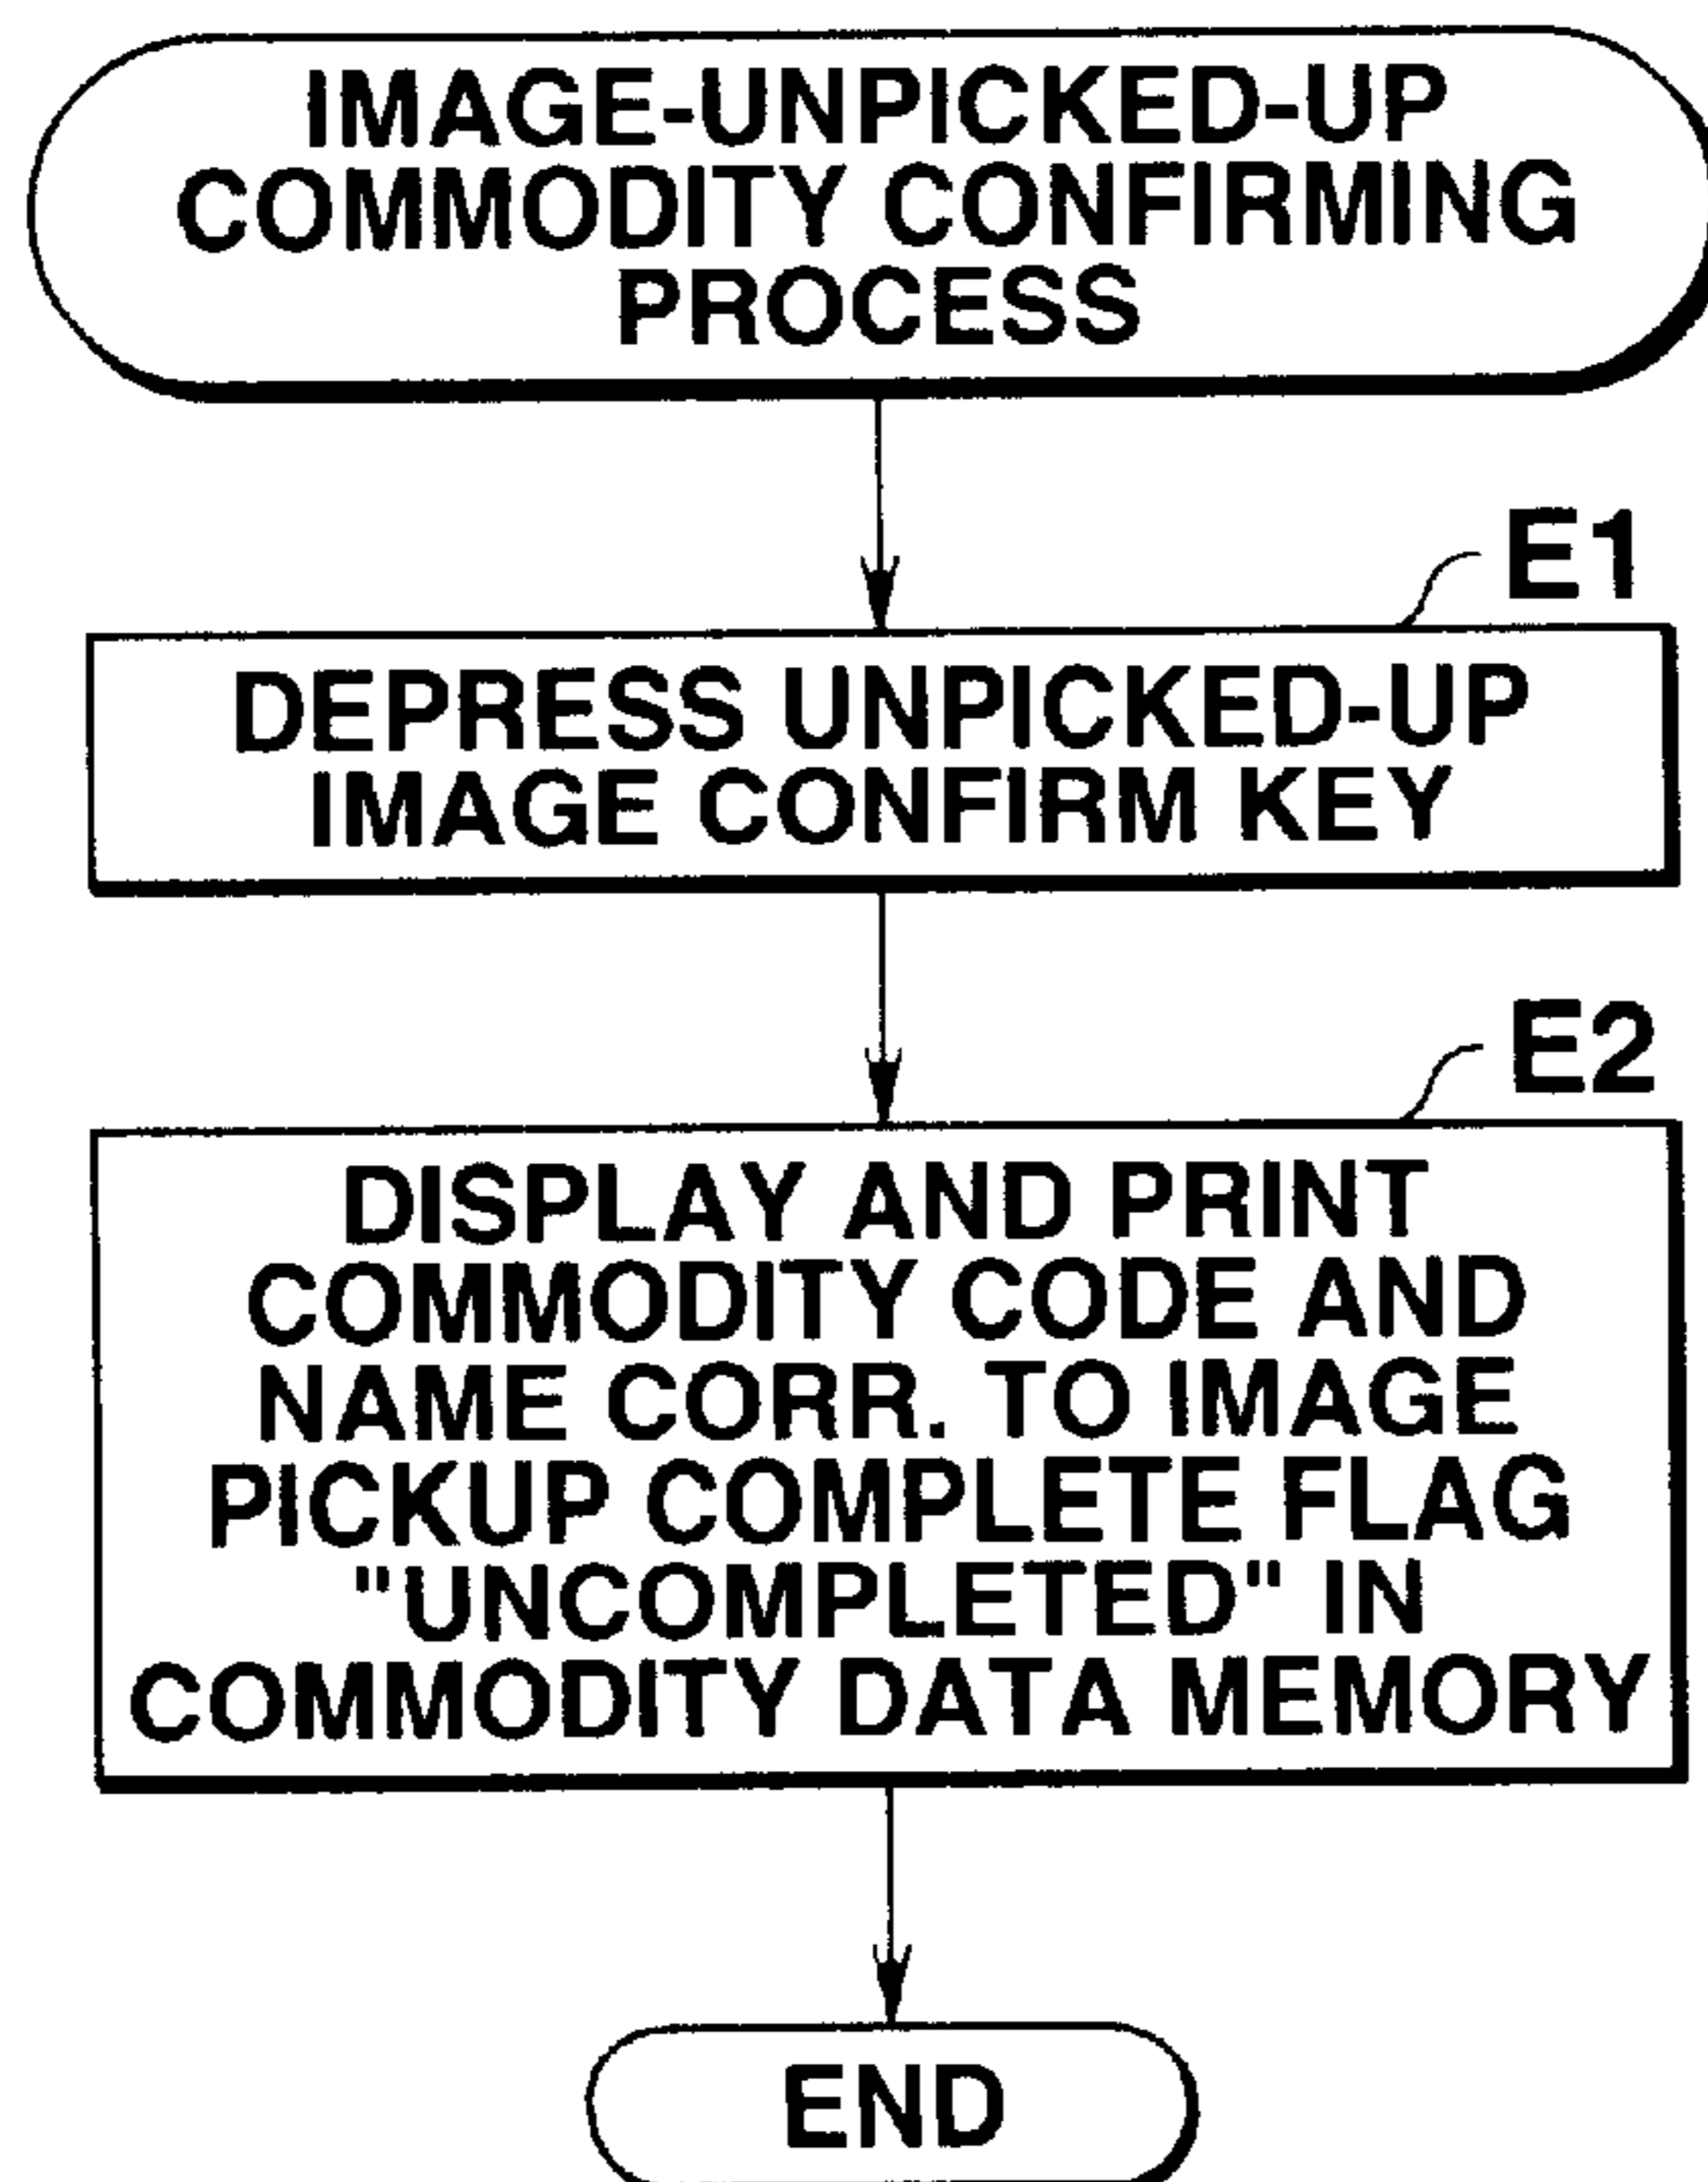 IMAGE-UNPICKED-UP
COMMODITY CONFIRMING
PROCESS
E1
DEPRESS UNPICKED-UP
IMAGE CONFIRM KEY
E2
DISPLAY AND PRINT
COMMODITY CODE AND
NAME CORR. TO IMAGE
PICKUP COMPLETE FLAG
"UNCOMPLETED" IN
COMMODITY DATA MEMORY
END